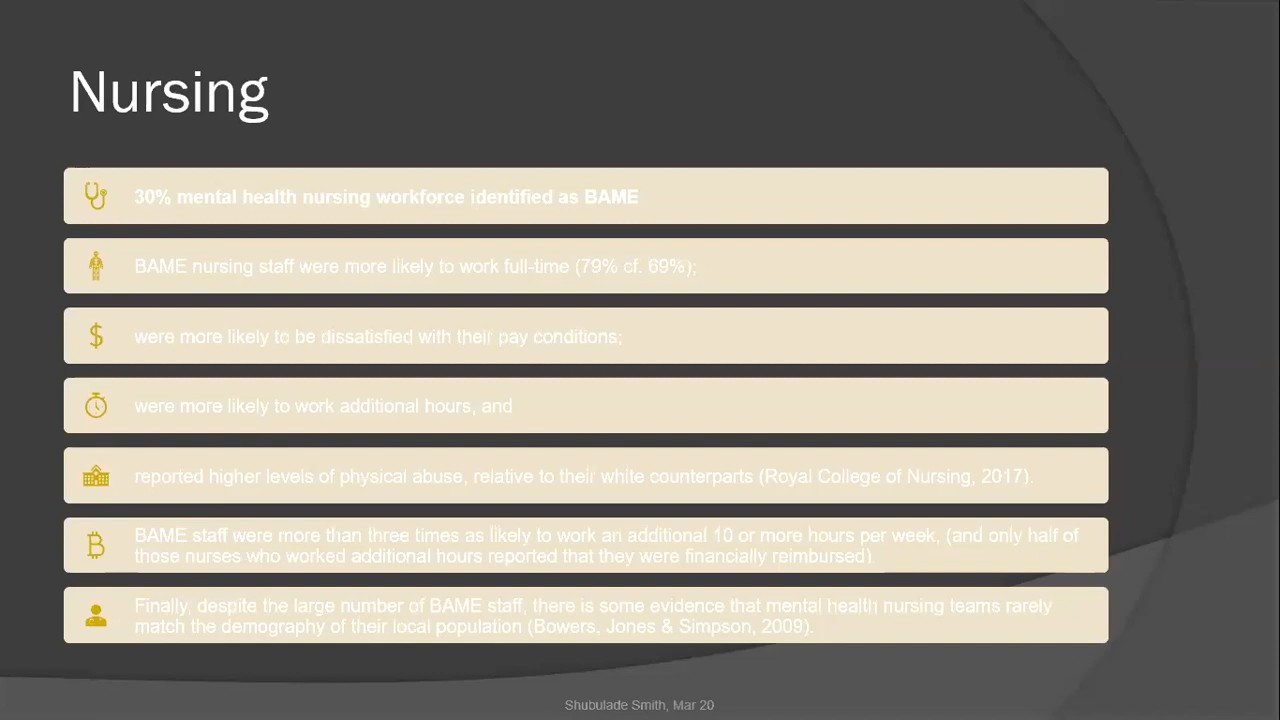 Nursing
30% mental health nursing workforce identified as BAME
BAME nursing staff were more likely to work full-time (79% cf. 69%);
were more likely to be dissatisfied with their pay conditions;
were more likely to work additional hours, and
reported higher levels of physical abuse, relative to their white counterparts (Royal College of Nursing, 2017).
BAME staff were more than three times as likely to work an additional 10 or more hours per week, (and only half of
those nurses who worked additional hours reported that they were financially reimbursed)
Finally, despite the large number of BAME staff, there is some evidence that mental health nursing teams rarely
match the demography of their local population (Bowers, Jones & Simpson, 2009).
Shubulade Smith, Mar 20